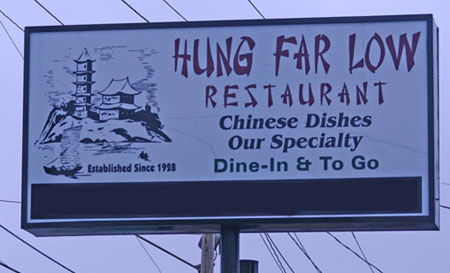 HUNG FAR LOW
RESTAURANT
Chinese Dishes
Our Specialty
Established Since 1928
Dine-In & To Go